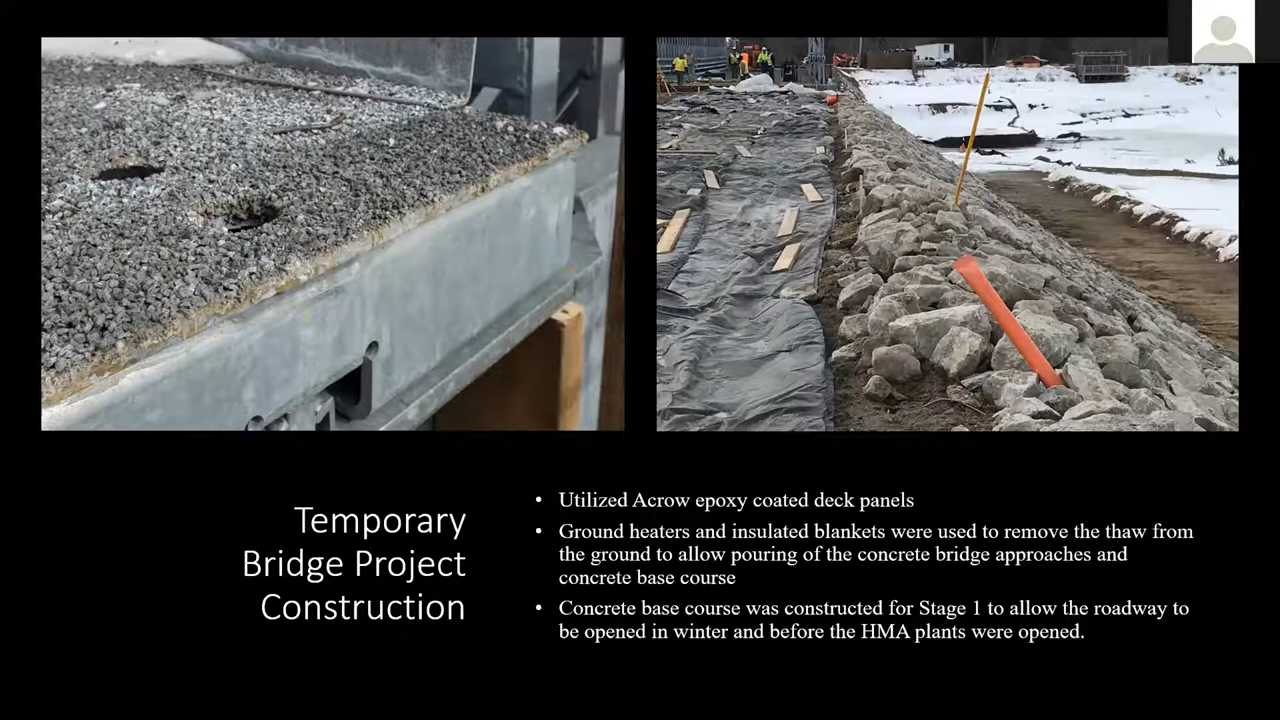 Temporary
Bridge Project
Construction
• Utilized Acrow epoxy coated deck panels
• Ground heaters and insulated blankets were used to remove the thaw from
the ground to allow pouring of the concrete bridge approaches and
concrete base course
• Concrete base course was constructed for Stage 1 to allow the roadway to
be opened in winter and before the HMA plants were opened.